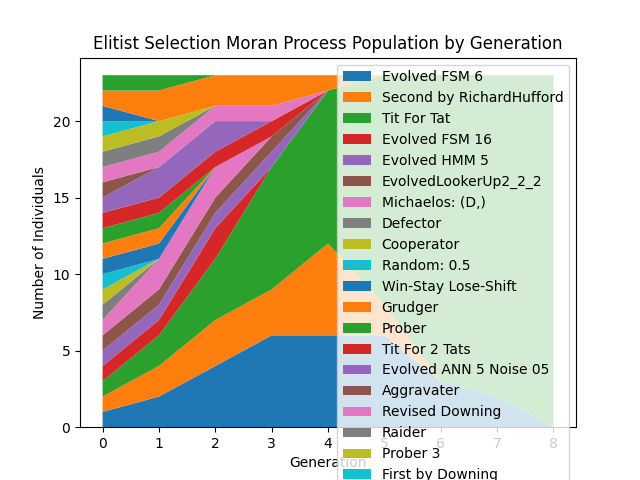 Elitist Selection Moran Process Population by Generation
Number of Individuals
20
15
10
5
0
0 1 2 3 4 5 6 7 8
Generation
Evolved FSM 6
Second by RichardHufford
Tit For Tat
Evolved FSM 16
Evolved HMM 5
EvolvedLookerUp2_2_2
Michaelos: (D,)
Defector
Cooperator
Random: 0.5
Win-Stay Lose-Shift
Grudger
Prober
Tit For 2 Tats
Evolved ANN 5 Noise 05
Aggravater
Revised Downing
Raider
Prober 3
First by Downing